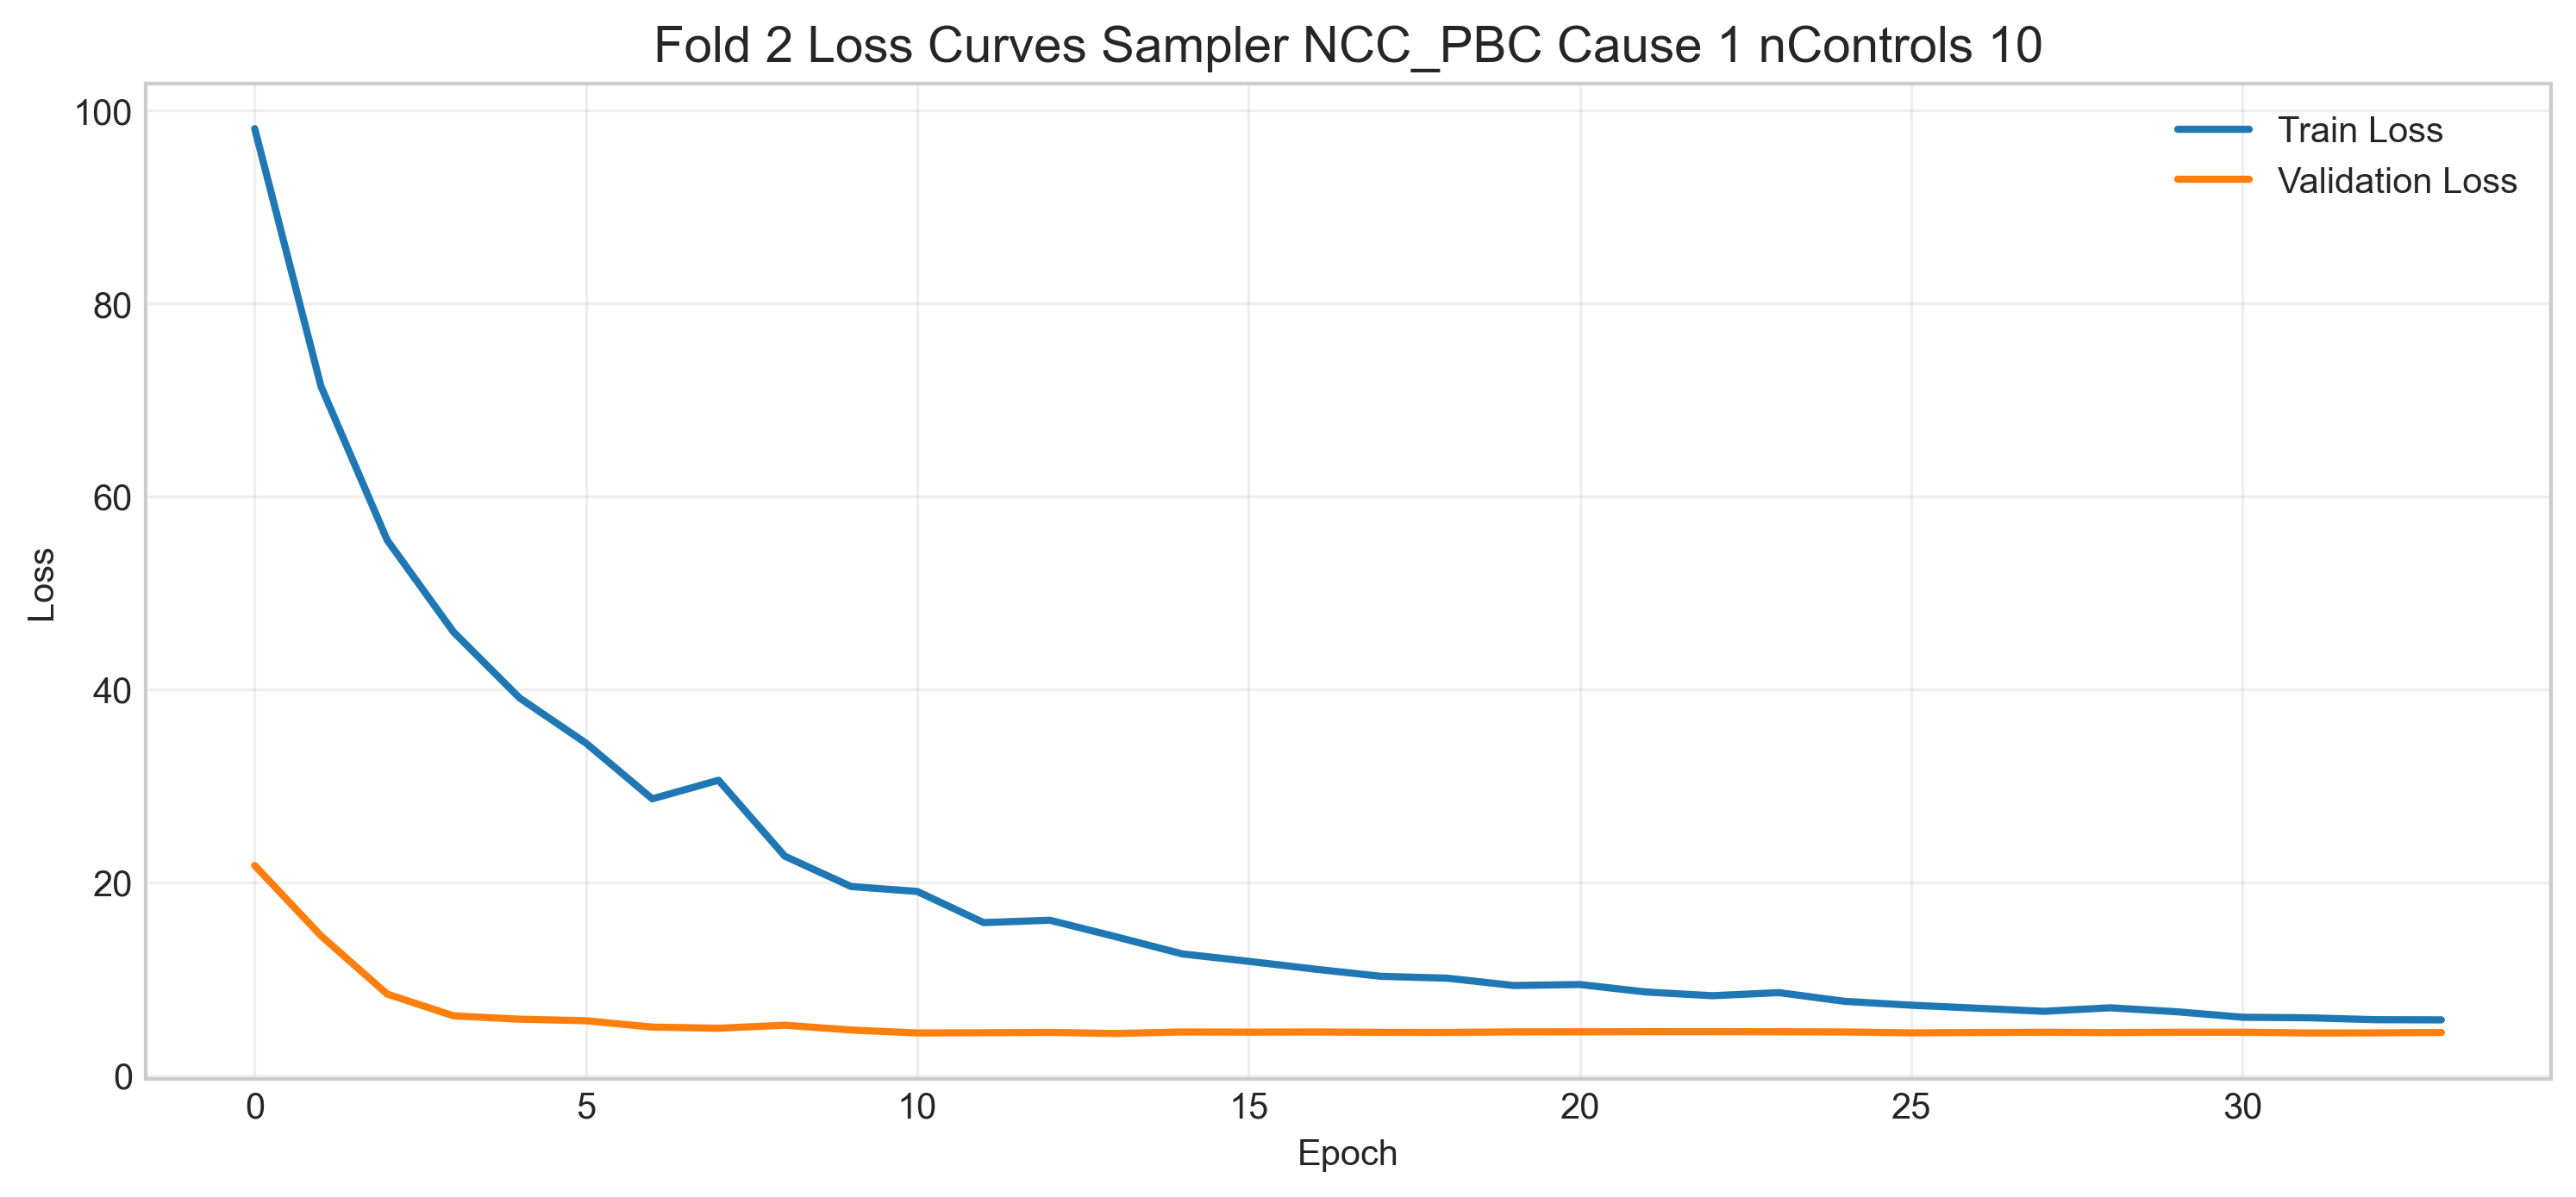 Fold 2 Loss Curves Sampler NCC_PBC Cause 1 nControls 10
Train Loss
Validation Loss
Loss
100
80
60
40
20
0
0 5 10 15 20 25 30
Epoch